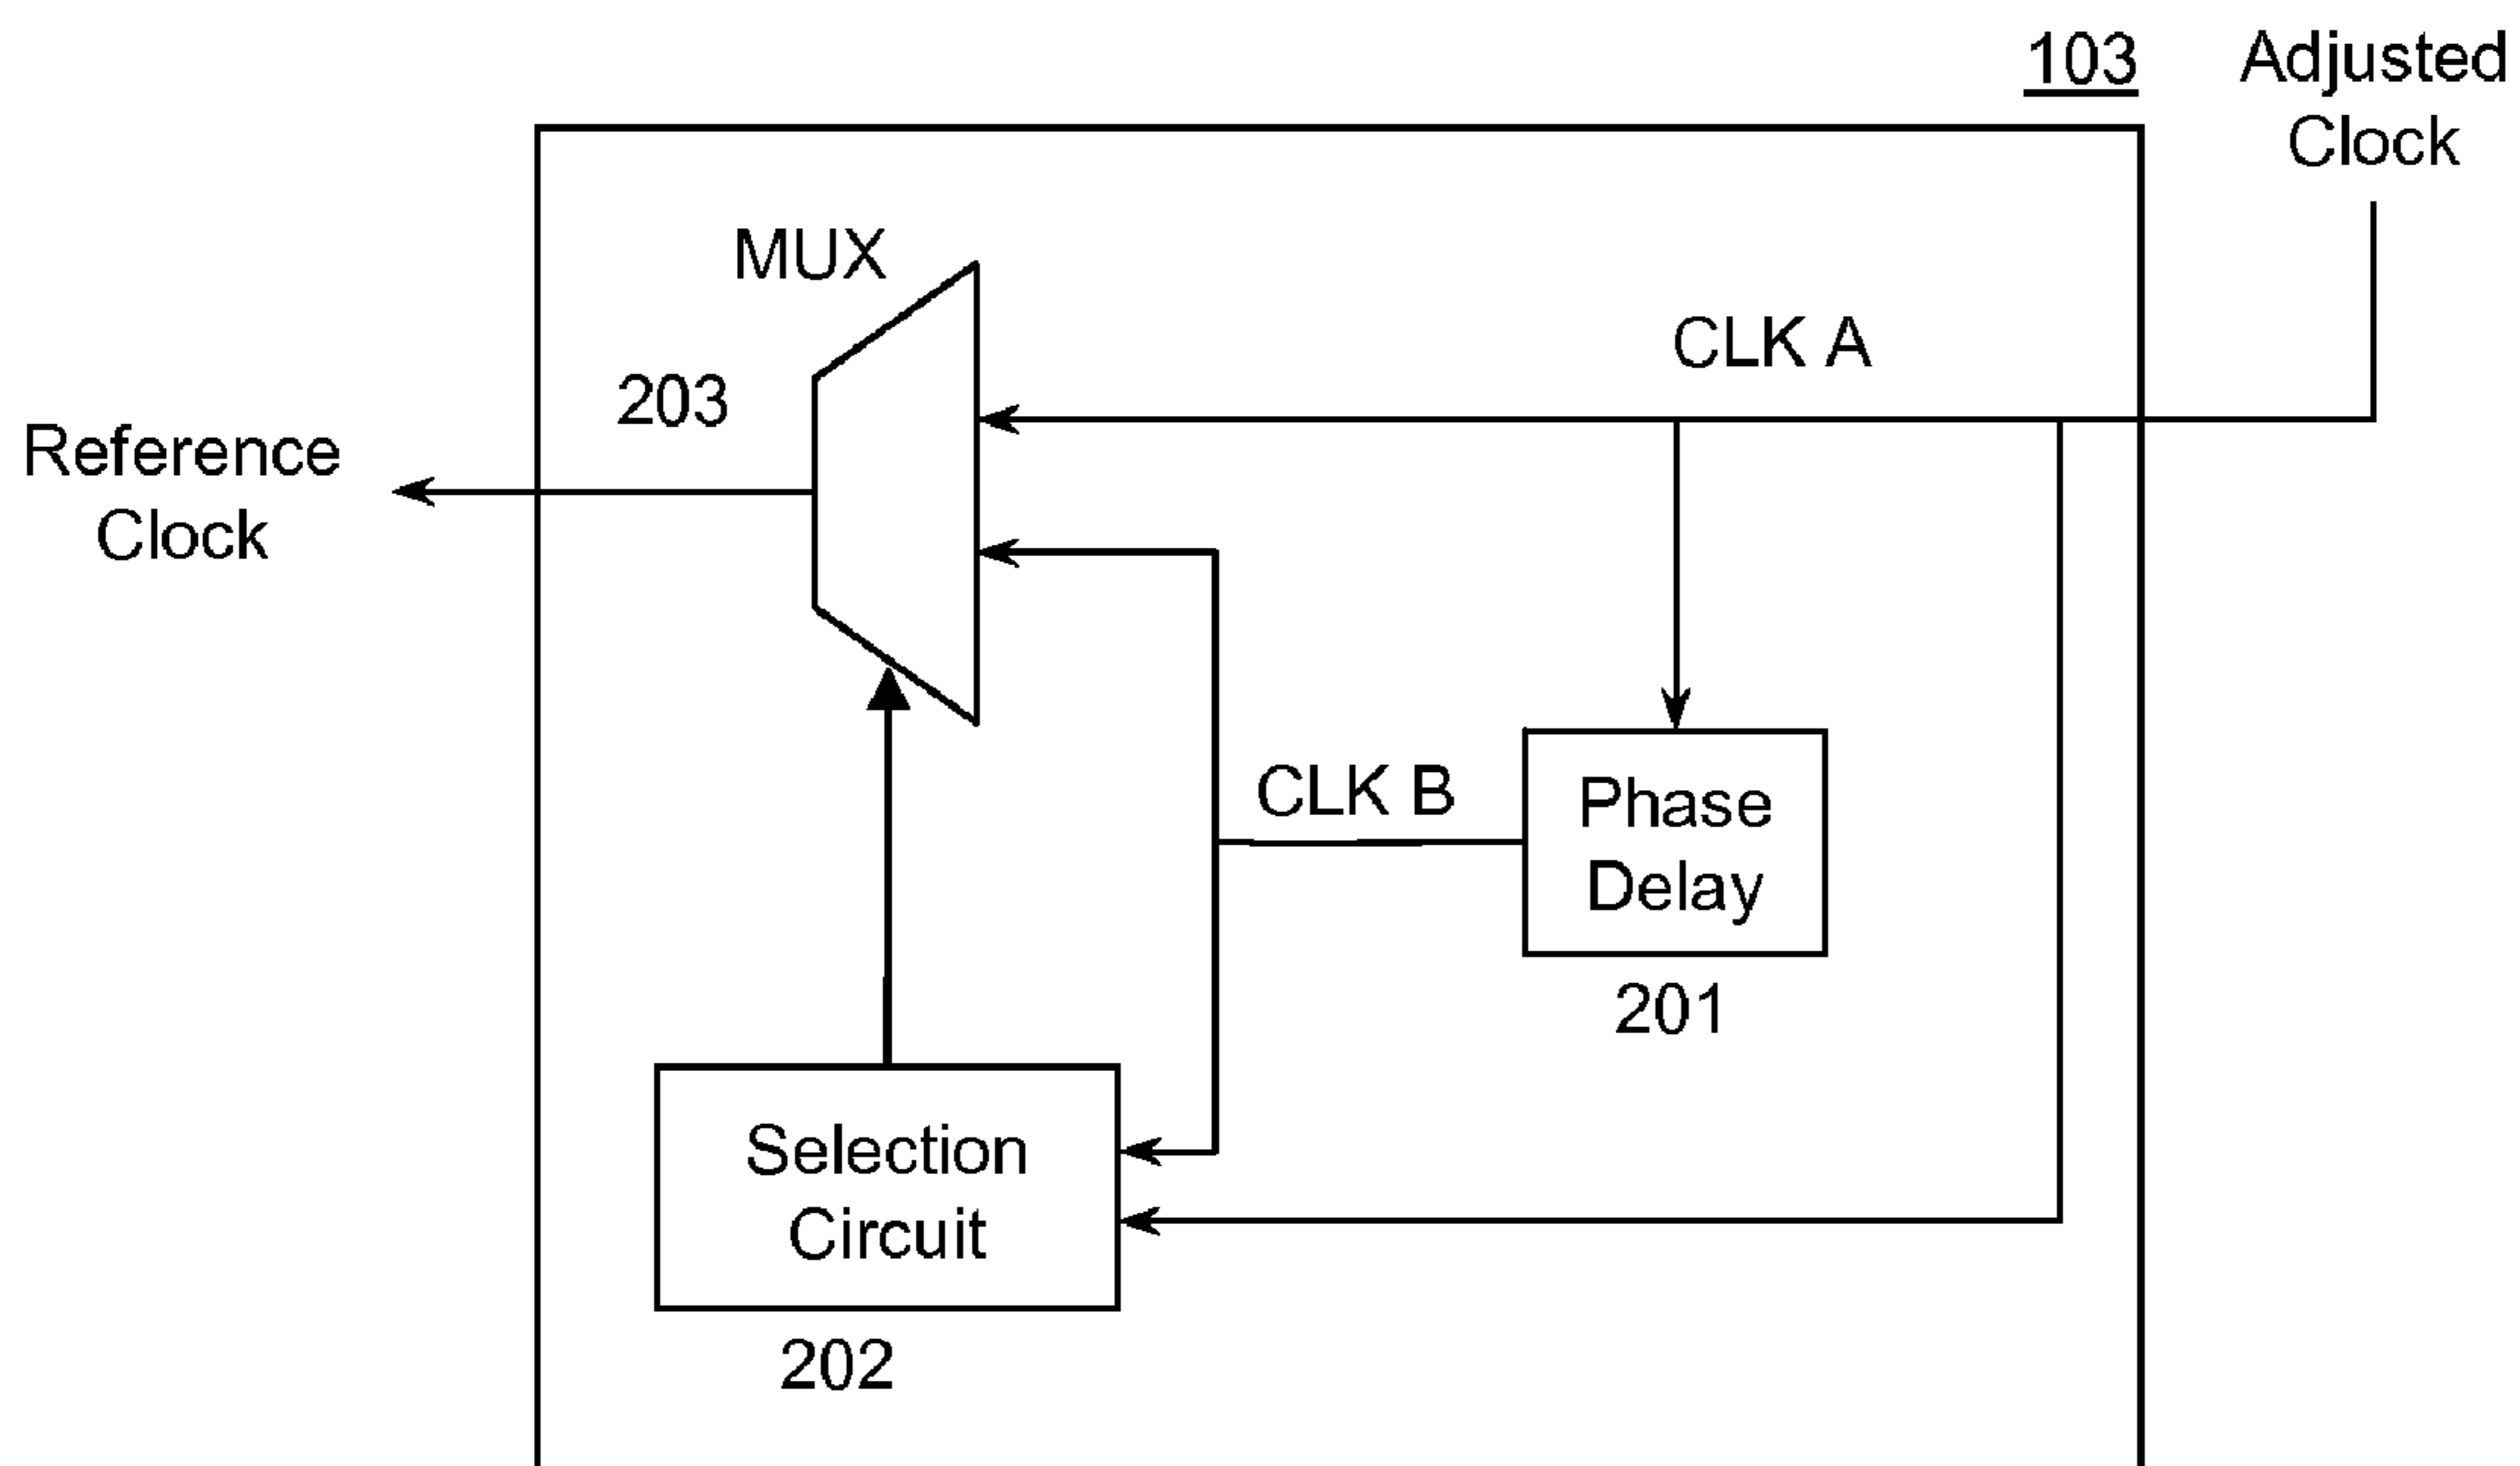 103
Adjusted
Clock
MUX
CLK A
203
Reference
Clock
CLK B
Phase
Delay
201
Selection
Circuit
202